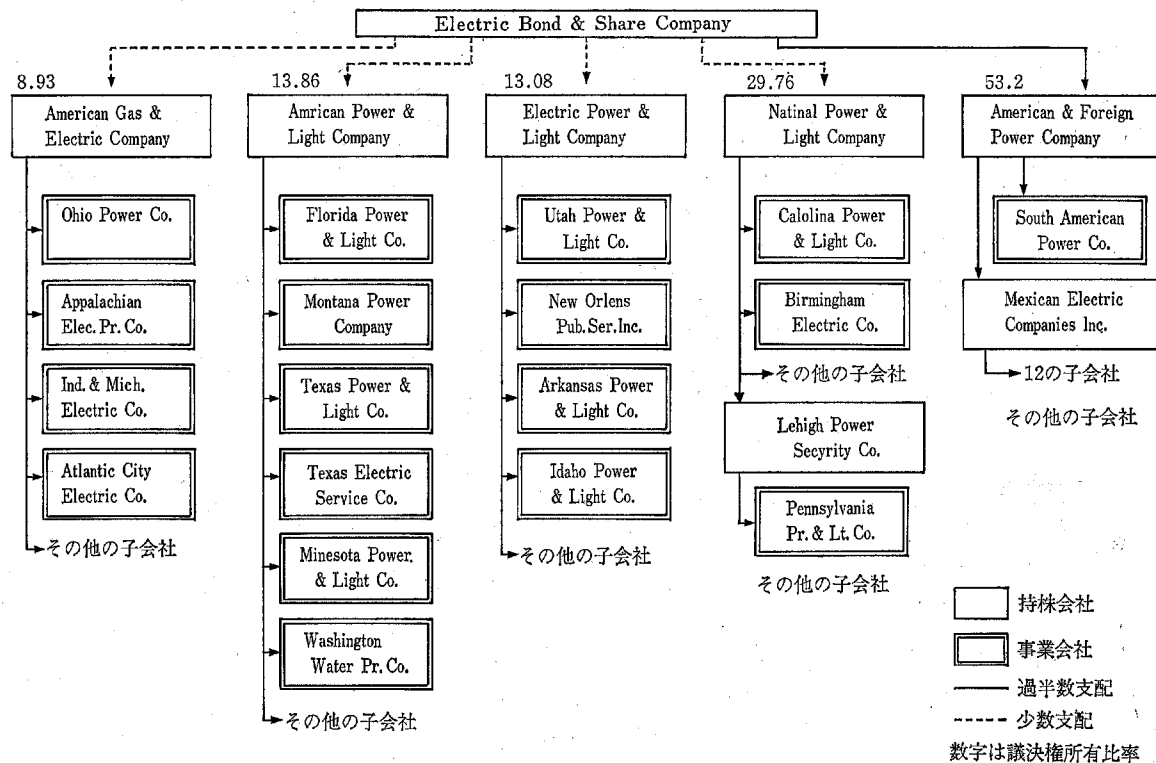 Electric Bond & Share Company
8.93
American Gas &
Electric Company
Ohio Power Co.
Appalachian
Elec. Pr. Co.
Ind. & Mich.
Electric Co.
Atlantic City
Electric Co.
その他の子会社
13.86
Amrican Power &
Light Company
Florida Power
& Light Co.
Montana Power
Company
Texas Power &
Light Co.
Texas Electric
Service Co.
Minesota Power.
& Light Co.
Washington
Water Pr. Co.
その他の子会社
13.08
Electric Power &
Light Company
Utah Power &
Light Co.
New Orlens
Pub. Ser. Inc.
Arkansas Power
& Light Co.
Idaho Power
& Light Co.
その他の子会社
29.76
Natinal Power &
Light Company
Calolina Power
& Light Co.
Birmingham
Electric Co.
その他の子会社
Lehigh Power
Secyrity Co.
Pennsylvania
Pr. & Lt. Co.
その他の子会社
53.2
American & Foreign
Power Company
South American
Power Co.
Mexican Electric
Companies Inc.
12の子会社
その他の子会社
持株会社
事業会社
過半数支配
少数支配
数字は議決権所有比率